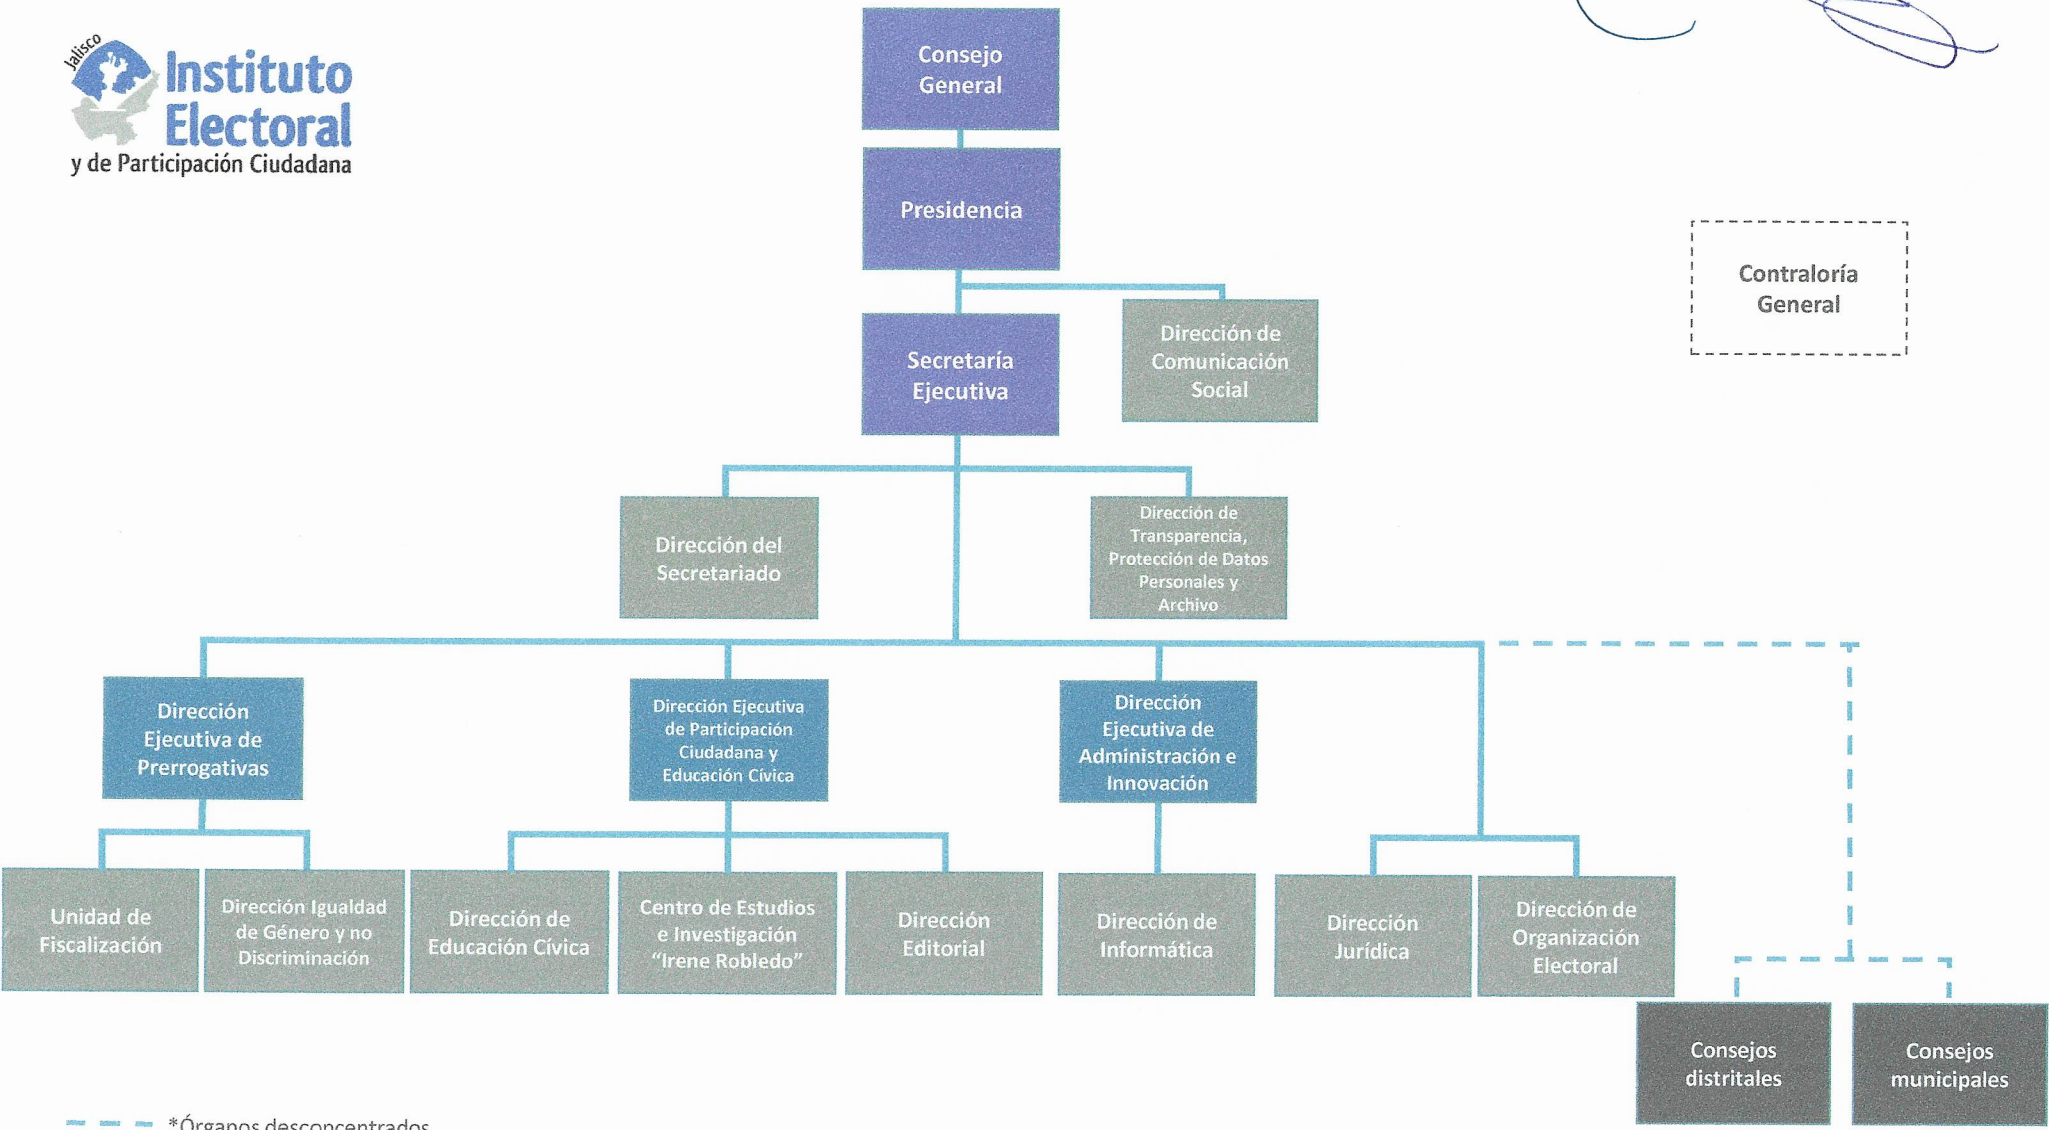 Jalisco
Instituto
Electoral
y de Participación Ciudadana
Consejo
General
Presidencia
Contraloría
General
Secretaría
Ejecutiva
Dirección de
Comunicación
Social
Dirección del
Secretariado
Dirección de
Transparencia,
Protección de Datos
Personales y
Archivo
Dirección
Ejecutiva de
Prerrogativas
Dirección Ejecutiva
de Participación
Ciudadana y
Educación Cívica
Dirección
Ejecutiva de
Administración e
Innovación
Unidad de
Fiscalización
Dirección Igualdad
de Género y no
Discriminación
Dirección de
Educación Cívica
Centro de Estudios
e Investigación
“Irene Robledo”
Dirección
Editorial
Dirección de
Informática
Dirección
Jurídica
Dirección de
Organización
Electoral
Consejos
distritales
Consejos
municipales
*Órganos desconcentrados